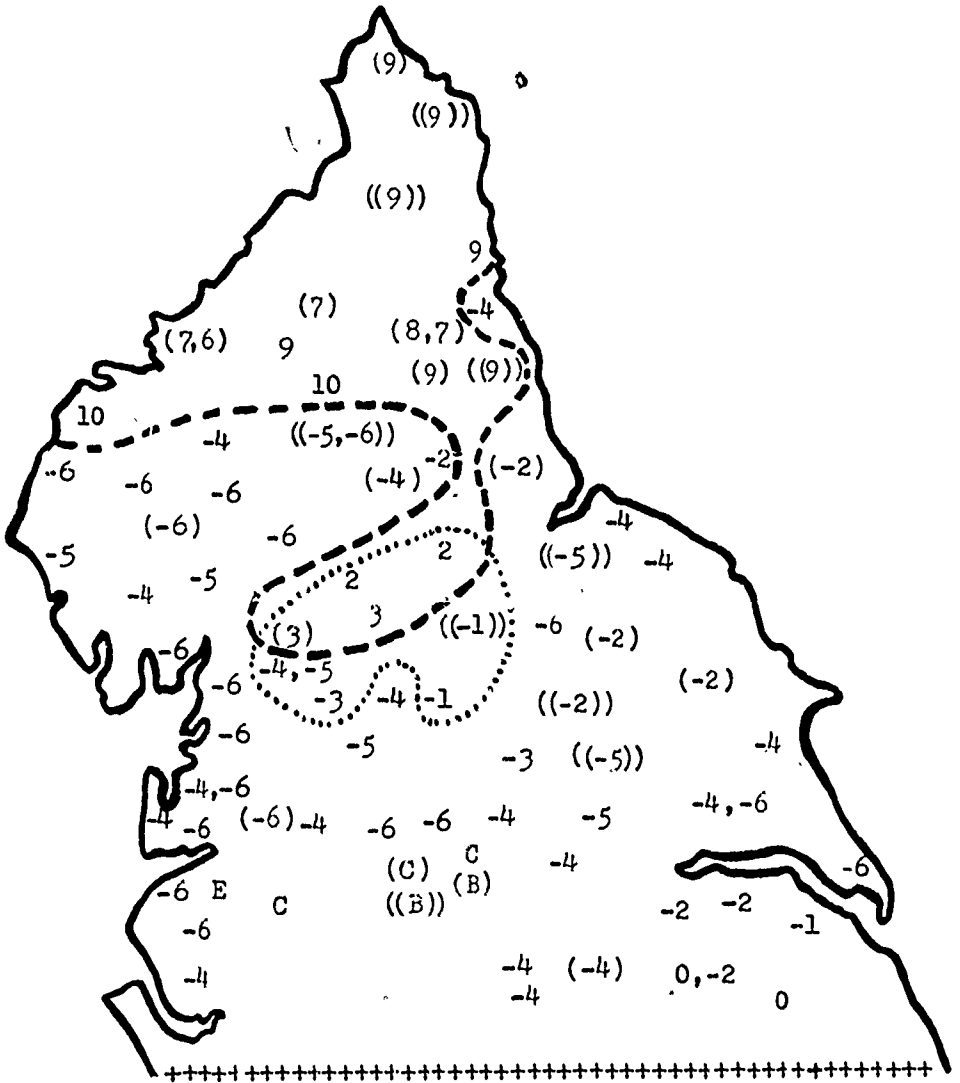 (9)
((9))
((9))
9
(7)
-4
(7,6)
9
(8,7)
(9) ((9))
10
10
-4 ((-5,-6))
-6 -2 (-2)
-6 -6 (-4)
(-6) -4
-6
-5 2 ((-5)) -4
-4 -5 2
3 ((-1)) -6 (-2)
(3)
-6 -4,-5
-6 -3 -4 -1 ((-2)) (-2)
-6 -5 -4
-3 ((-5))
-4,-6 -4,-6
-4 -6 (-6) -4 -6 -6 -4 -5
C -4
(C) -6
-6 E (B)
C ((B)) -2 -2
-6 -1
-4 -4 (-4) 0,-2
-4 0